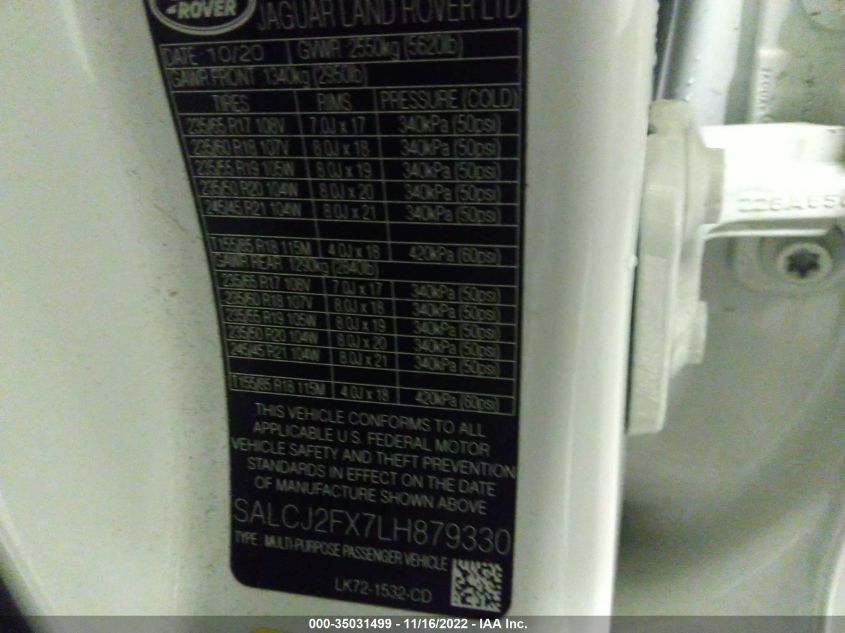 ROVER
JAGUAR LAND ROVER LTD
DATE 10/20 GVWR 2550kg (5620lb)
GAWR FRONT 1340kg (2950lb)
TIRES RIMS PRESSURE (COLD)
235/65 R17 108V 7.0J x 17 340kPa (50psi)
235/60 R18 107V 8.0J x 18 340kPa (50psi)
235/55 R19 105W 8.0J x 19 340kPa (50psi)
235/50 R20 104W 8.0J x 20 340kPa (50psi)
245/45 R21 104W 8.0J x 21 340kPa (50psi)
T155/85 R18 115M 4.0J x 18 420kPa (60psi)
GAWR REAR 1290kg (2840lb)
235/65 R17 108V 7.0J x 17 340kPa (50psi)
235/60 R18 107V 8.0J x 18 340kPa (50psi)
235/55 R19 105W 8.0J x 19 340kPa (50psi)
235/50 R20 104W 8.0J x 20 340kPa (50psi)
245/45 R21 104W 8.0J x 21 340kPa (50psi)
T155/85 R18 115M 4.0J x 18 420kPa (60psi)
THIS VEHICLE CONFORMS TO ALL
APPLICABLE U.S. FEDERAL MOTOR
VEHICLE SAFETY AND THEFT PREVENTION
STANDARDS IN EFFECT ON THE DATE
OF MANUFACTURE SHOWN ABOVE
SALCJ2FX7LH879330
TYPE: MULTI-PURPOSE PASSENGER VEHICLE
LK72-1532-CD
000-35031499 - 11/16/2022 - IAA Inc.